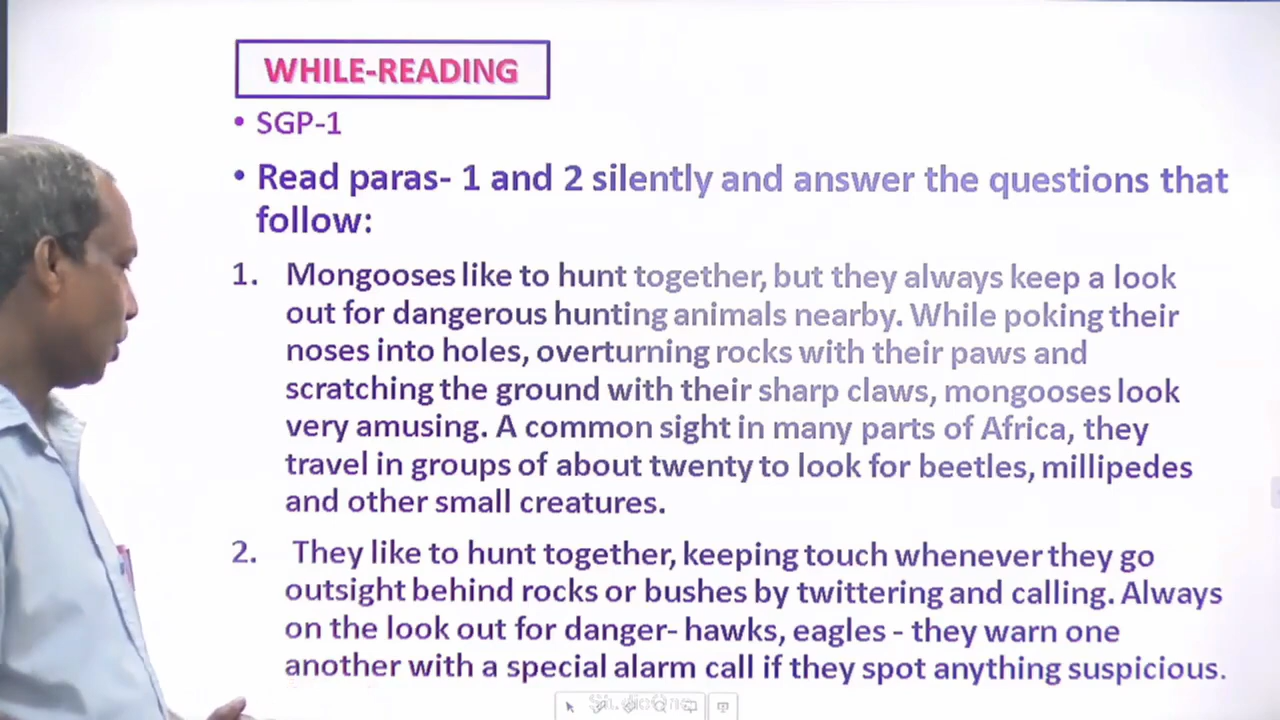 WHILE-READING
• SGP-1
• Read paras- 1 and 2 silently and answer the questions that
follow:
1. Mongooses like to hunt together, but they always keep a look
out for dangerous hunting animals nearby. While poking their
noses into holes, overturning rocks with their paws and
scratching the ground with their sharp claws, mongooses look
very amusing. A common sight in many parts of Africa, they
travel in groups of about twenty to look for beetles, millipedes
and other small creatures.
2. They like to hunt together, keeping touch whenever they go
outsight behind rocks or bushes by twittering and calling. Always
on the look out for danger- hawks, eagles - they warn one
another with a special alarm call if they spot anything suspicious.